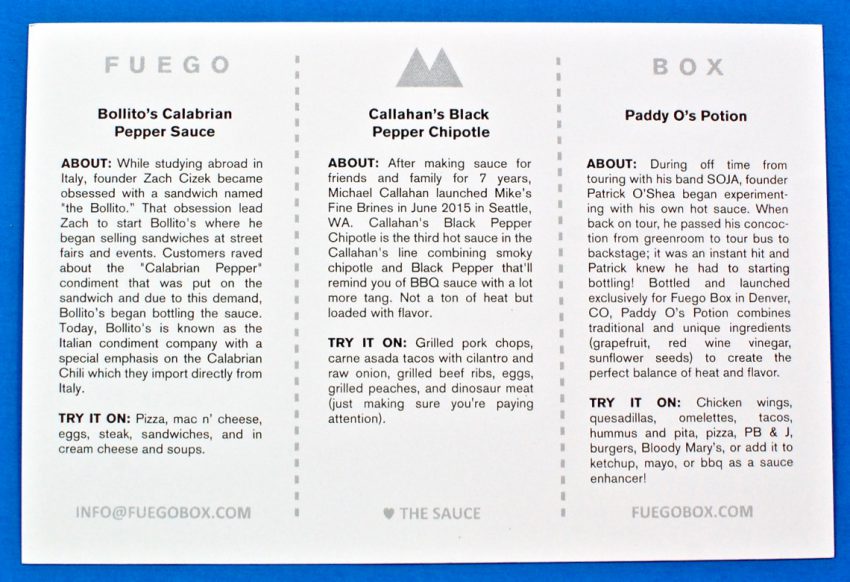 FUEGO
BOX
Bollito's Calabrian
Pepper Sauce
ABOUT: While studying abroad in
Italy, founder Zach Cizek became
obsessed with a sandwich named
"the Bollito." That obsession lead
Zach to start Bollito's where he
began selling sandwiches at street
fairs and events. Customers raved
about the "Calabrian Pepper"
condiment that was put on the
sandwich and due to this demand,
Bollito's began bottling the sauce.
Today, Bollito's is known as the
Italian condiment company with a
special emphasis on the Calabrian
Chili which they import directly from
Italy.
TRY IT ON: Pizza, mac n' cheese,
eggs, steak, sandwiches, and in
cream cheese and soups.
INFO@FUEGOBOX.COM
Callahan's Black
Pepper Chipotle
ABOUT: After making sauce for
friends and family for 7 years,
Michael Callahan launched Mike's
Fine Brines in June 2015 in Seattle,
WA. Callahan's Black Pepper
Chipotle is the third hot sauce in the
Callahan's line combining smoky
chipotle and Black Pepper that'll
remind you of BBQ sauce with a lot
more tang. Not a ton of heat but
loaded with flavor.
TRY IT ON: Grilled pork chops,
carne asada tacos with cilantro and
raw onion, grilled beef ribs, eggs,
grilled peaches, and dinosaur meat
(just making sure you're paying
attention).
♥ THE SAUCE
Paddy O's Potion
ABOUT: During off time from
touring with his band SOJA, founder
Patrick O'Shea began experiment-
ing with his own hot sauce. When
back on tour, he passed his concoc-
tion from greenroom to tour bus to
backstage; it was an instant hit and
Patrick knew he had to starting
bottling! Bottled and launched
exclusively for Fuego Box in Denver,
CO, Paddy O's Potion combines
traditional and unique ingredients
(grapefruit, red wine vinegar,
sunflower seeds) to create the
perfect balance of heat and flavor.
TRY IT ON: Chicken wings,
quesadillas, omelettes, tacos,
hummus and pita, pizza, PB & J,
burgers, Bloody Mary's, or add it to
ketchup, mayo, or bbq as a sauce
enhancer!
FUEGOBOX.COM